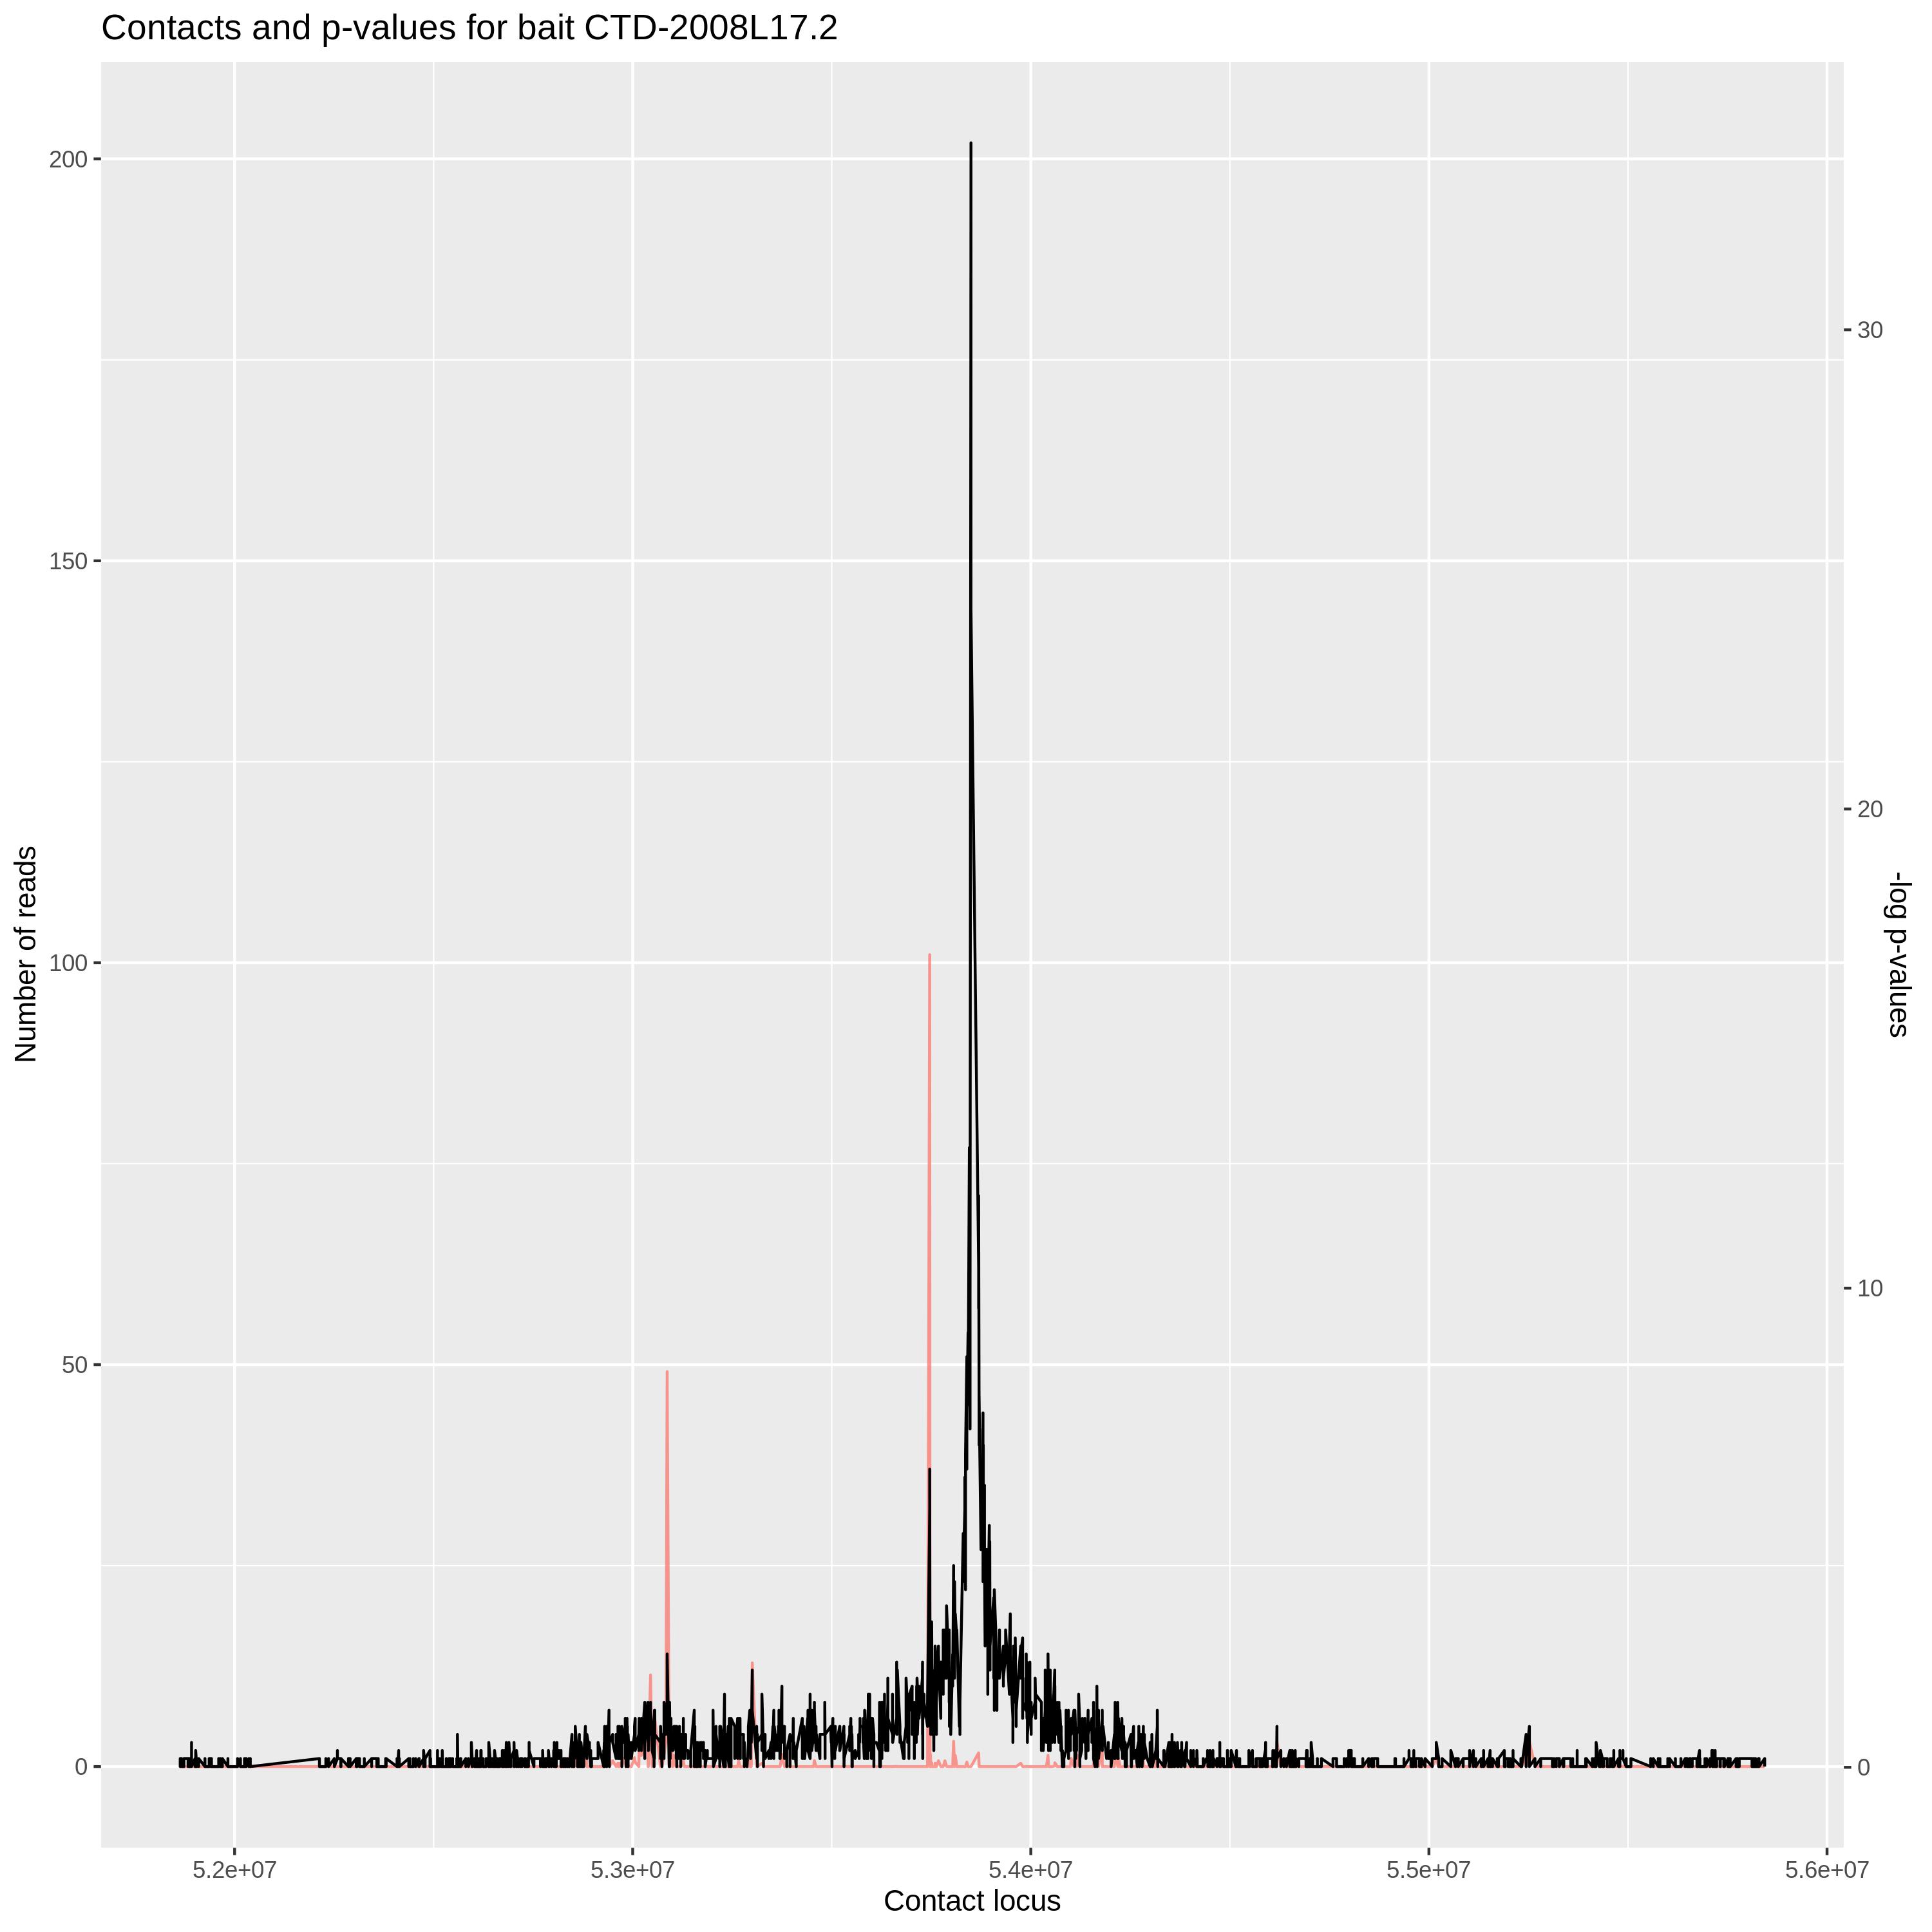 Contacts and p-values for bait CTD-2008L17.2
200
150
100
50
0
Number of reads
30
20
10
0
-log p-values
5.2e+07 5.3e+07 5.4e+07 5.5e+07 5.6e+07
Contact locus